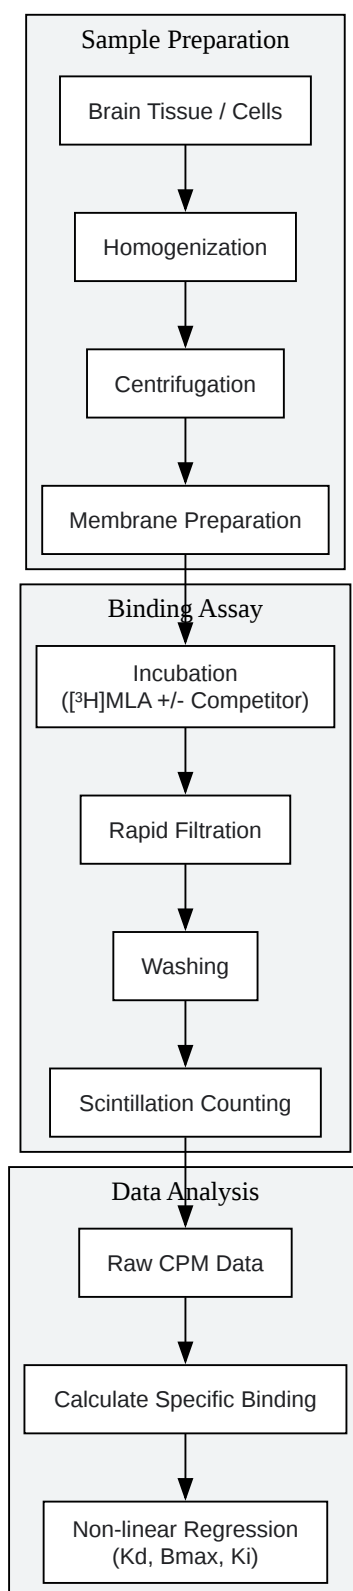 Sample Preparation
Brain Tissue / Cells
Homogenization
Centrifugation
Membrane Preparation
Binding Assay
Incubation
([³H]MLA +/- Competitor)
Rapid Filtration
Washing
Scintillation Counting
Data Analysis
Raw CPM Data
Calculate Specific Binding
Non-linear Regression
(Kd, Bmax, Ki)